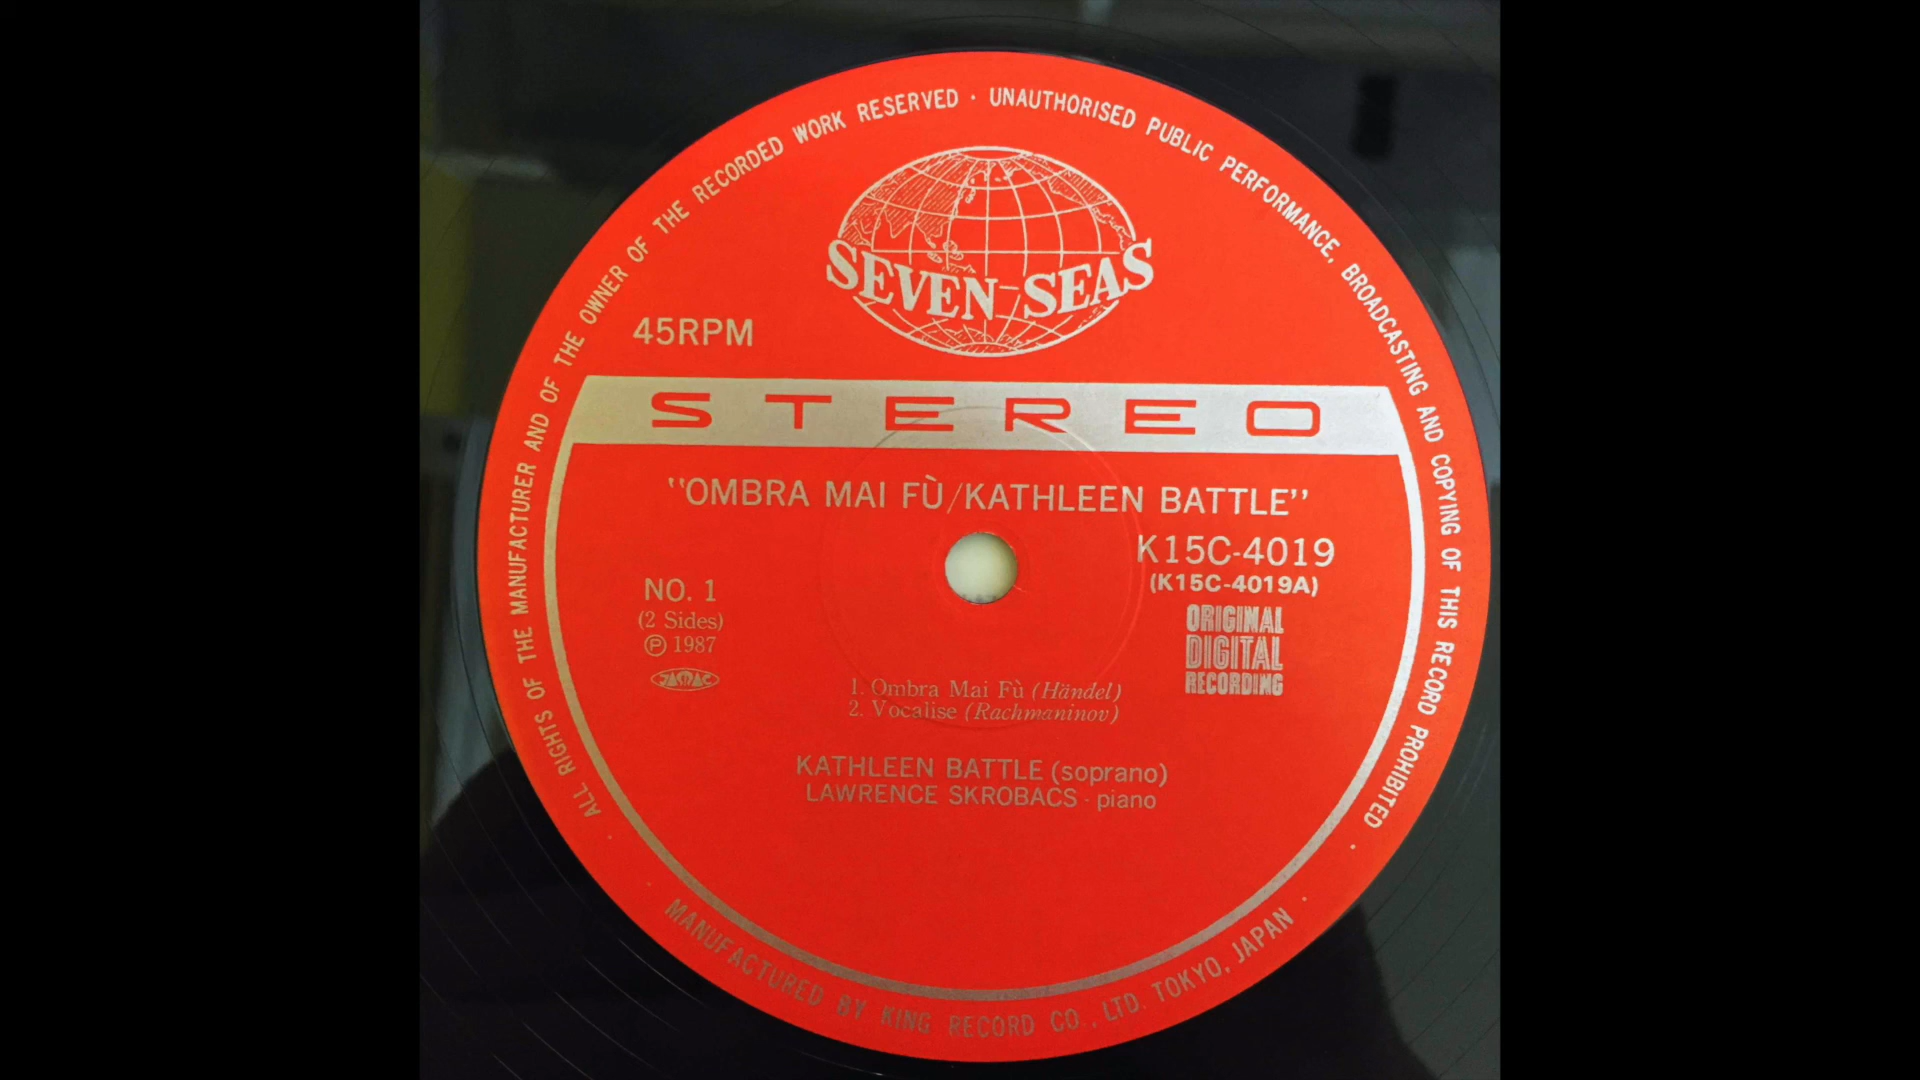 ALL RIGHTS OF THE MANUFACTURER AND OF THE OWNER OF THE RECORDED WORK RESERVED · UNAUTHORISED PUBLIC PERFORMANCE, BROADCASTING AND COPYING OF THIS RECORD PROHIBITED ·
SEVEN-SEAS
45RPM
STEREO
"OMBRA MAI FÙ/KATHLEEN BATTLE"
K15C-4019
(K15C-4019A)
NO. 1
(2 Sides)
Ⓟ 1987
JASRAC
ORIGINAL
DIGITAL
RECORDING
1. Ombra Mai Fù (Händel)
2. Vocalise (Rachmaninov)
KATHLEEN BATTLE (soprano)
LAWRENCE SKROBACS · piano
· MANUFACTURED BY KING RECORD CO., LTD. TOKYO, JAPAN ·